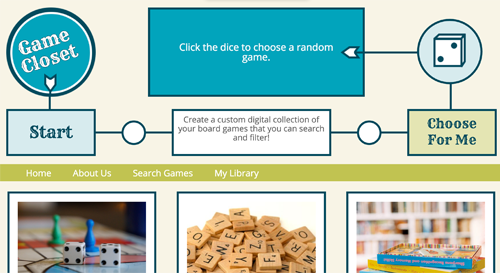 Game
Closet
Click the dice to choose a random
game.
Start
Create a custom digital collection of
your board games that you can search
and filter!
Choose
For Me
Home
About Us
Search Games
My Library